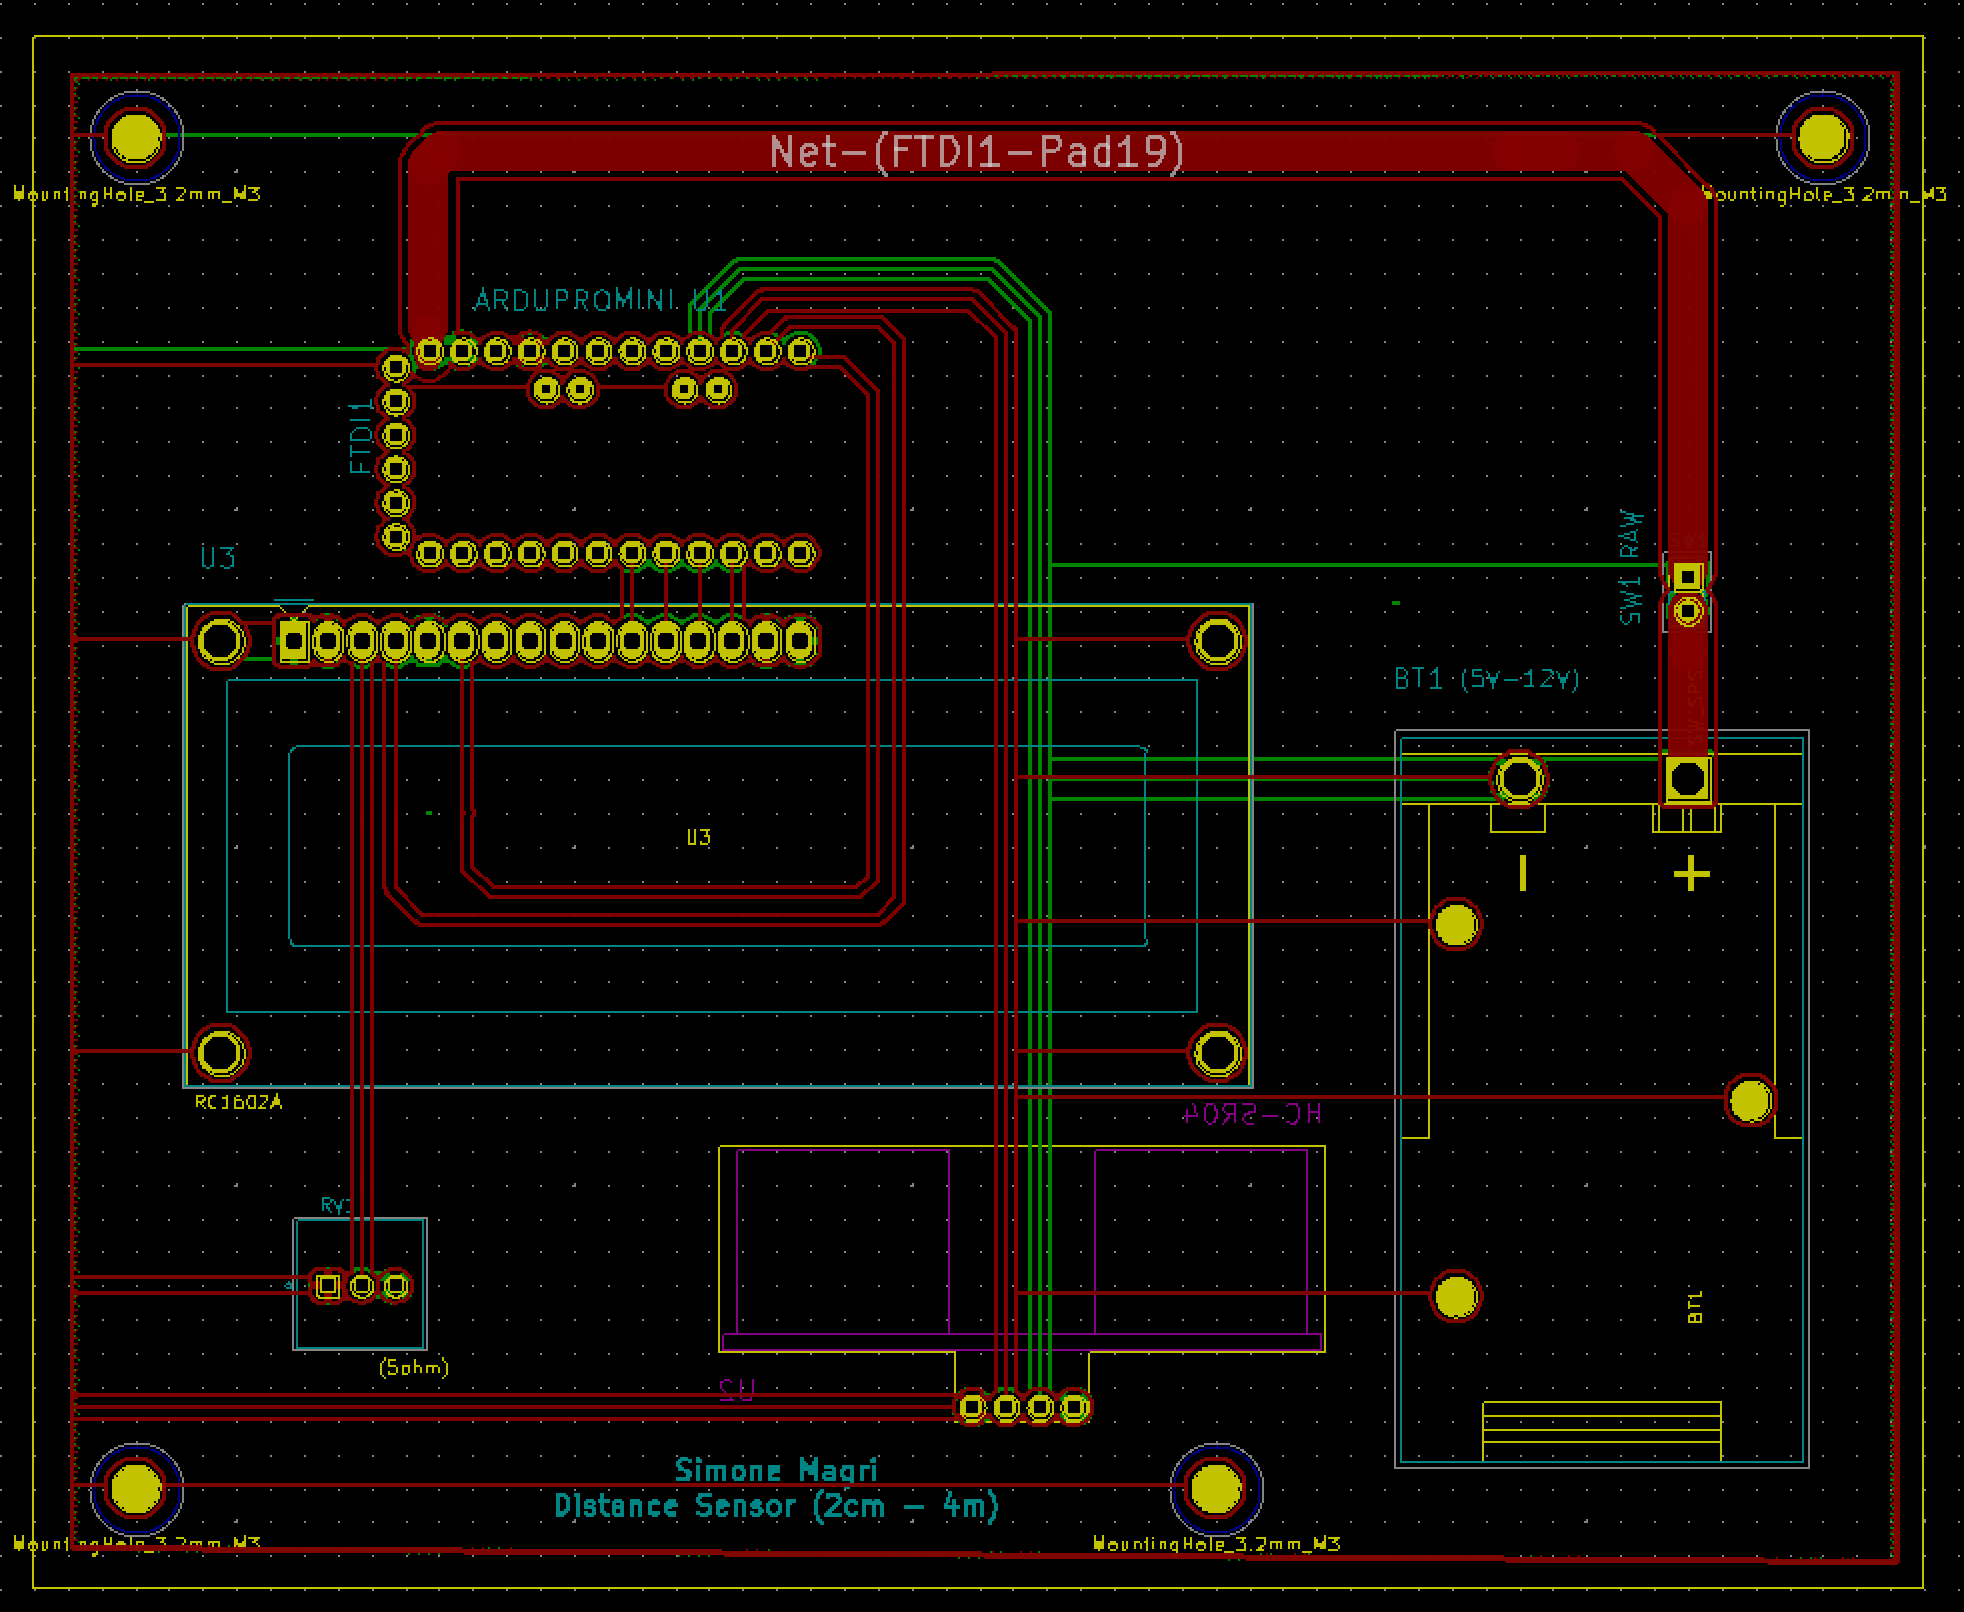 Net-(FTDI1-Pad19)
MountingHole_3.2mm_M3
MountingHole_3.2mm_M3
ARDUPROMINI U1
FTDI1
SW1 RAW
U3
BT1 (5V-12V)
SW_SPS
U3
RC1602A
HC-SR04
RV1
BT1
(5ohm)
U2
Simone Magri
Distance Sensor (2cm - 4m)
MountingHole_3.2mm_M3
MountingHole_3.2mm_M3